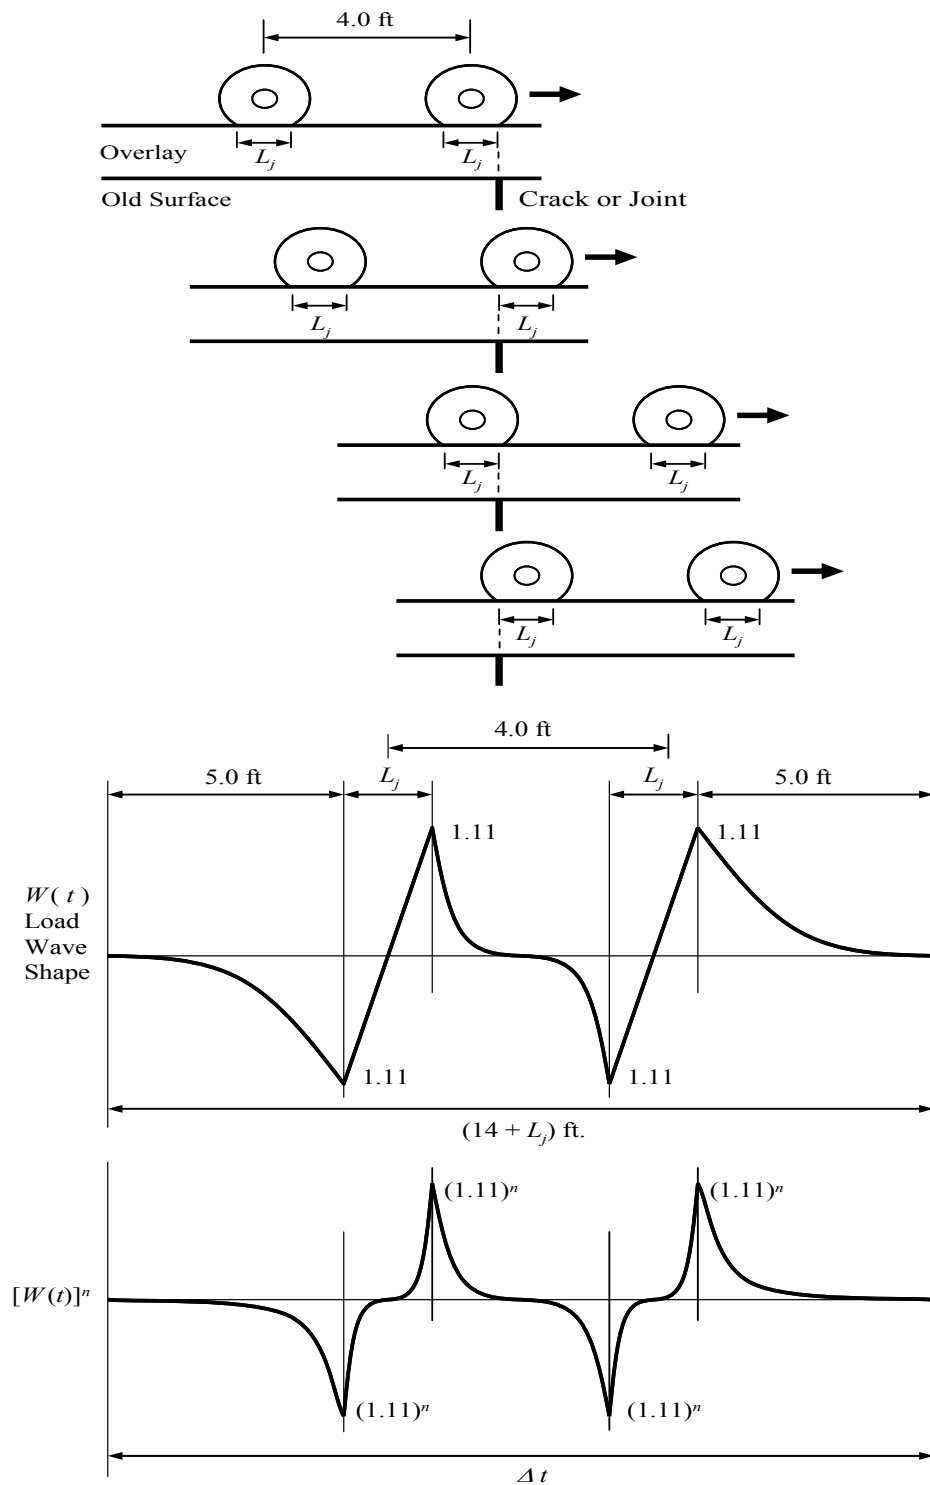 4.0 ft
Overlay
L_j
L_j
Old Surface
Crack or Joint
L_j
L_j
L_j
L_j
L_j
L_j
4.0 ft
5.0 ft
L_j
L_j
5.0 ft
1.11
1.11
W( t )
Load
Wave
Shape
1.11
1.11
(14 + L_j) ft.
(1.11)^n
(1.11)^n
[W(t)]^n
(1.11)^n
(1.11)^n
Δ t